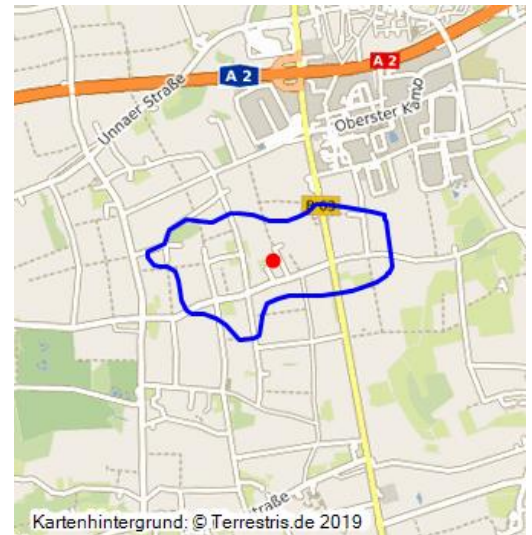 A 2
A 2
Unnaer Straße
Oberster Kamp
B 63
straße
Kartenhintergrund: © Terrestris.de 2019